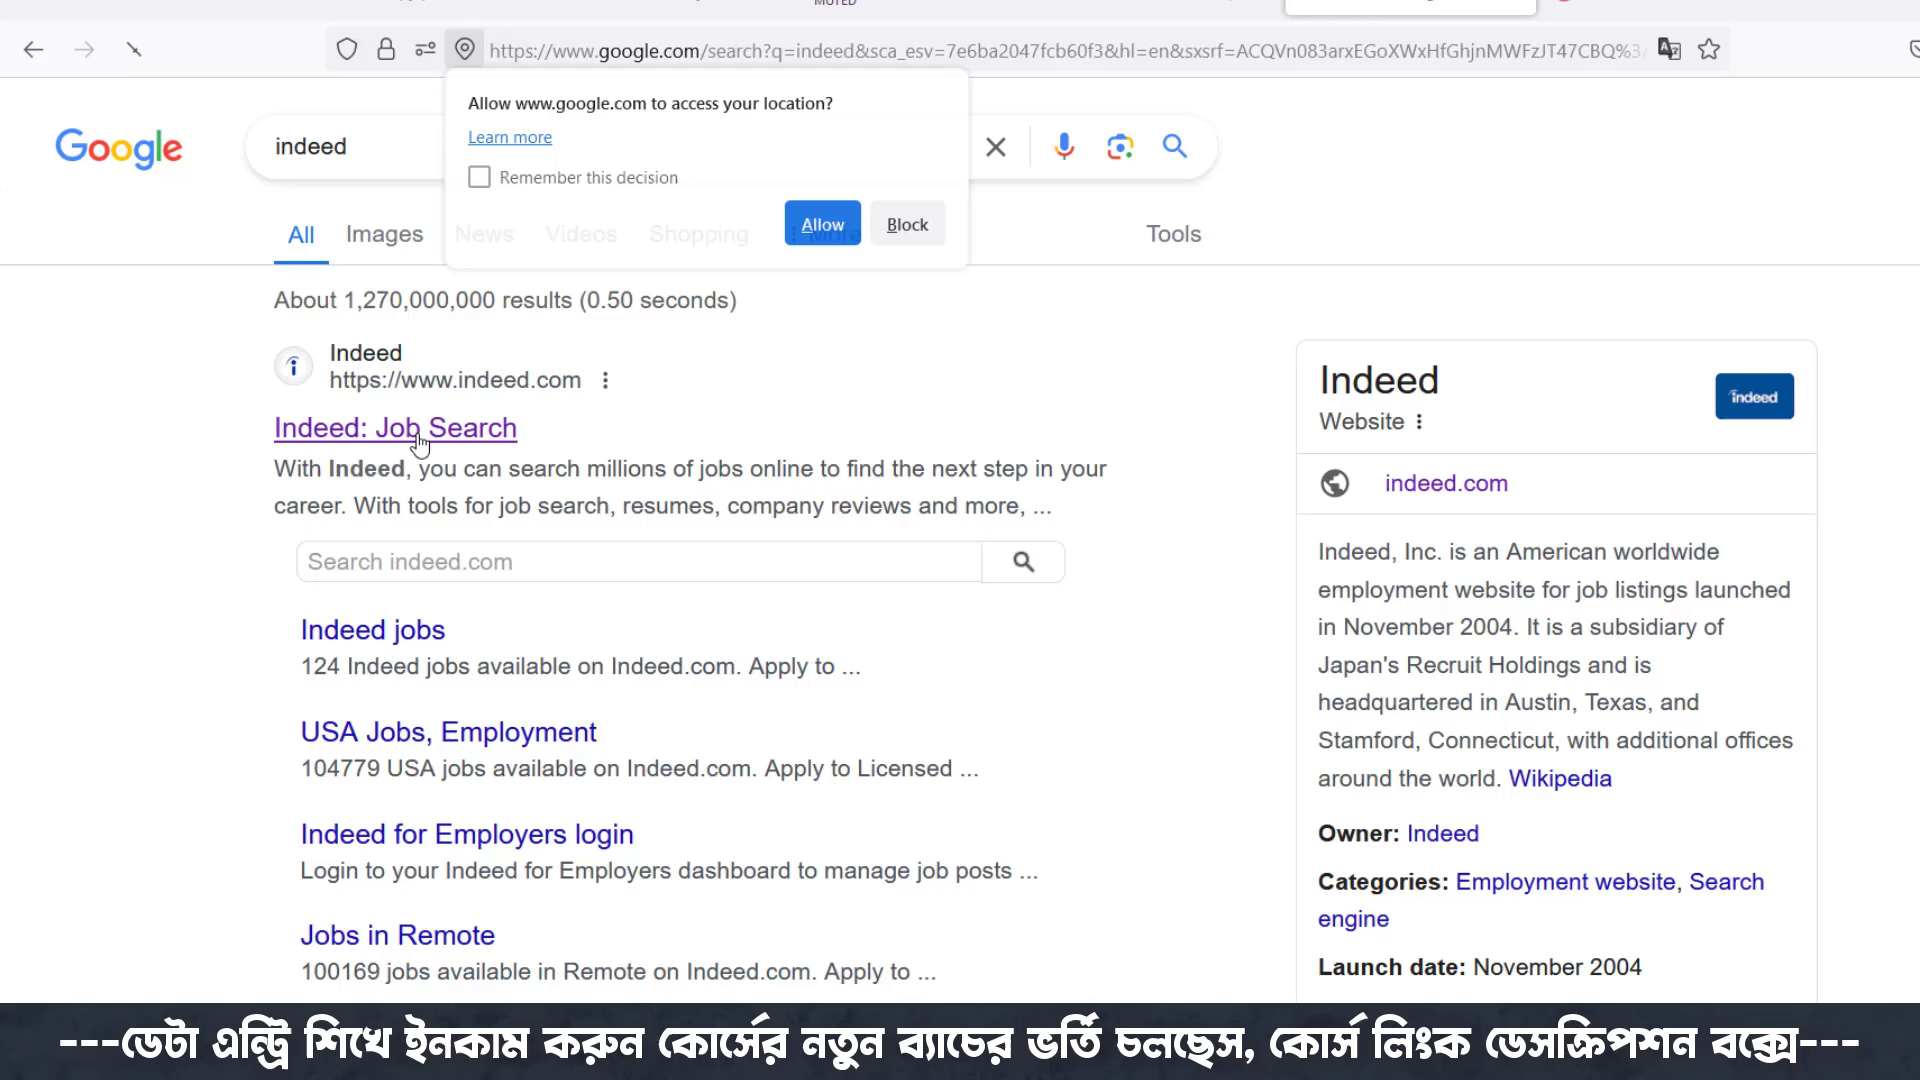 MUTED
https://www.google.com/search?q=indeed&sca_esv=7e6ba2047fcb60f3&hl=en&sxsrf=ACQVn083arxEGoXWxHfGhjnMWFzJT47CBQ%3
Allow www.google.com to access your location?
Learn more
Remember this decision
Allow
Block
Google
indeed
All
Images
News
Videos
Shopping
More
Tools
About 1,270,000,000 results (0.50 seconds)
Indeed
https://www.indeed.com
Indeed: Job Search
With Indeed, you can search millions of jobs online to find the next step in your
career. With tools for job search, resumes, company reviews and more, ...
Search indeed.com
Indeed jobs
124 Indeed jobs available on Indeed.com. Apply to ...
USA Jobs, Employment
104779 USA jobs available on Indeed.com. Apply to Licensed ...
Indeed for Employers login
Login to your Indeed for Employers dashboard to manage job posts ...
Jobs in Remote
100169 jobs available in Remote on Indeed.com. Apply to ...
Indeed
indeed
Website
indeed.com
Indeed, Inc. is an American worldwide
employment website for job listings launched
in November 2004. It is a subsidiary of
Japan's Recruit Holdings and is
headquartered in Austin, Texas, and
Stamford, Connecticut, with additional offices
around the world. Wikipedia
Owner: Indeed
Categories: Employment website, Search
engine
Launch date: November 2004
---ডেটা এন্ট্রি শিখে ইনকাম করুন কোর্সের নতুন ব্যাচের ভর্তি চলছেস, কোর্স লিংক ডেসক্রিপশন বক্সে---